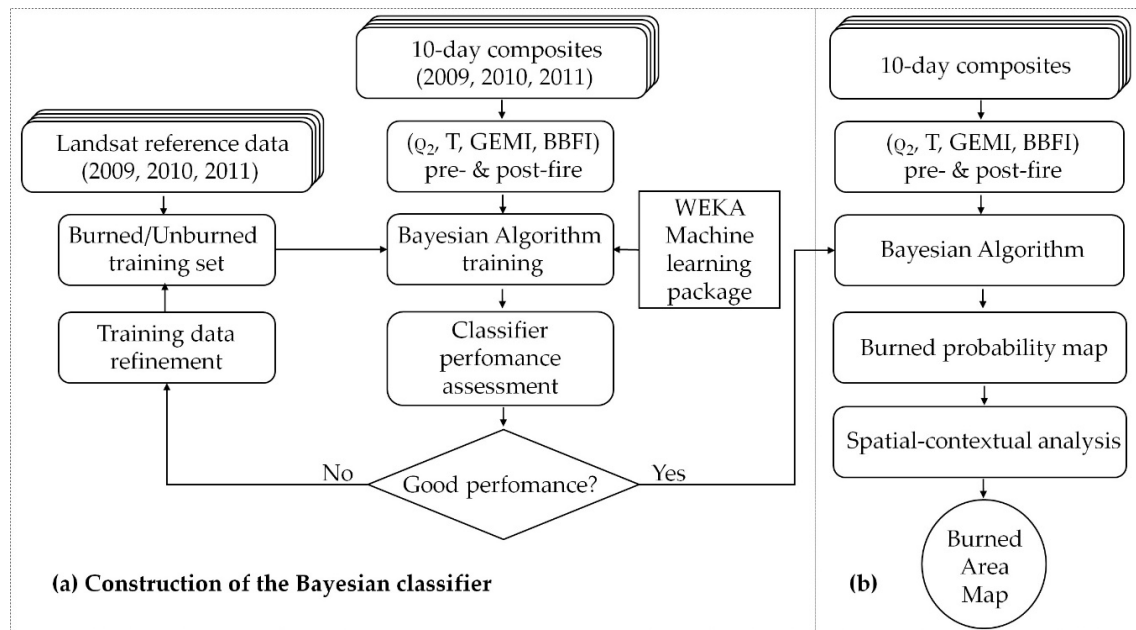 10-day composites
(2009, 2010, 2011)
Landsat reference data
(2009, 2010, 2011)
(ϱ₂, T, GEMI, BBFI)
pre- & post-fire
Burned/Unburned
training set
Bayesian Algorithm
training
WEKA
Machine
learning
package
Training data
refinement
Classifier
perfomance
assessment
No
Good perfomance?
Yes
(a) Construction of the Bayesian classifier
10-day composites
(ϱ₂, T, GEMI, BBFI)
pre- & post-fire
Bayesian Algorithm
Burned probability map
Spatial-contextual analysis
Burned
Area
Map
(b)